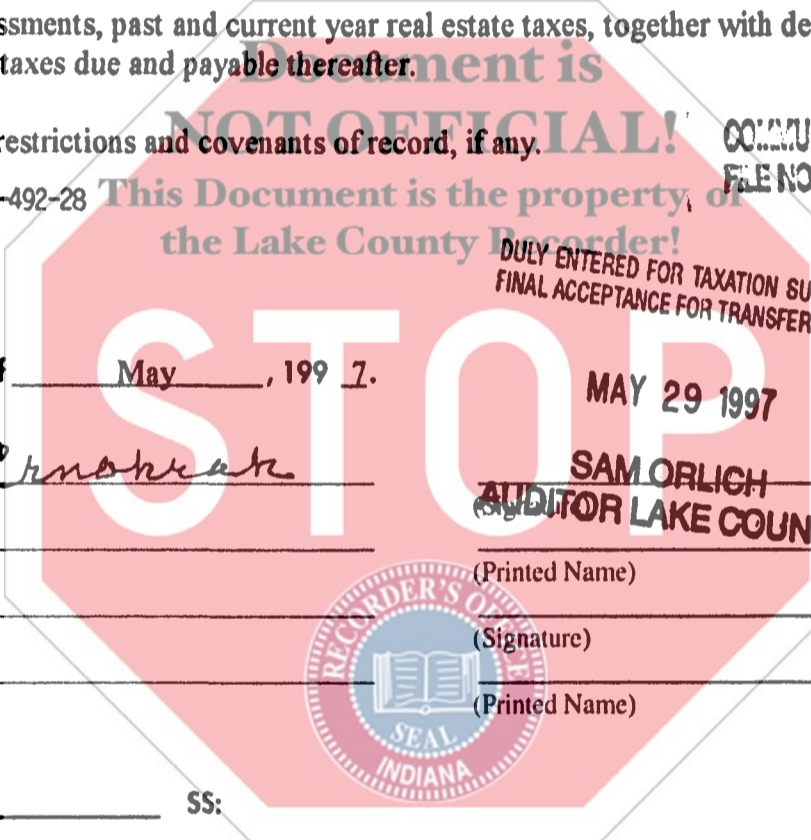 ssments, past and current year real estate taxes, together with de
taxes due and payable thereafter.
Document is
NOT OFFICIAL!
restrictions and covenants of record, if any.
COMMU
FILE NO
-492-28
This Document is the property of
the Lake County Recorder!
DULY ENTERED FOR TAXATION SU
FINAL ACCEPTANCE FOR TRANSFER
STOP
May, 199 7.
MAY 29 1997
SAM ORLICH
AUDITOR LAKE COUN
(Printed Name)
(Signature)
(Printed Name)
RECORDER'S OFFICE
SEAL
INDIANA
SS: